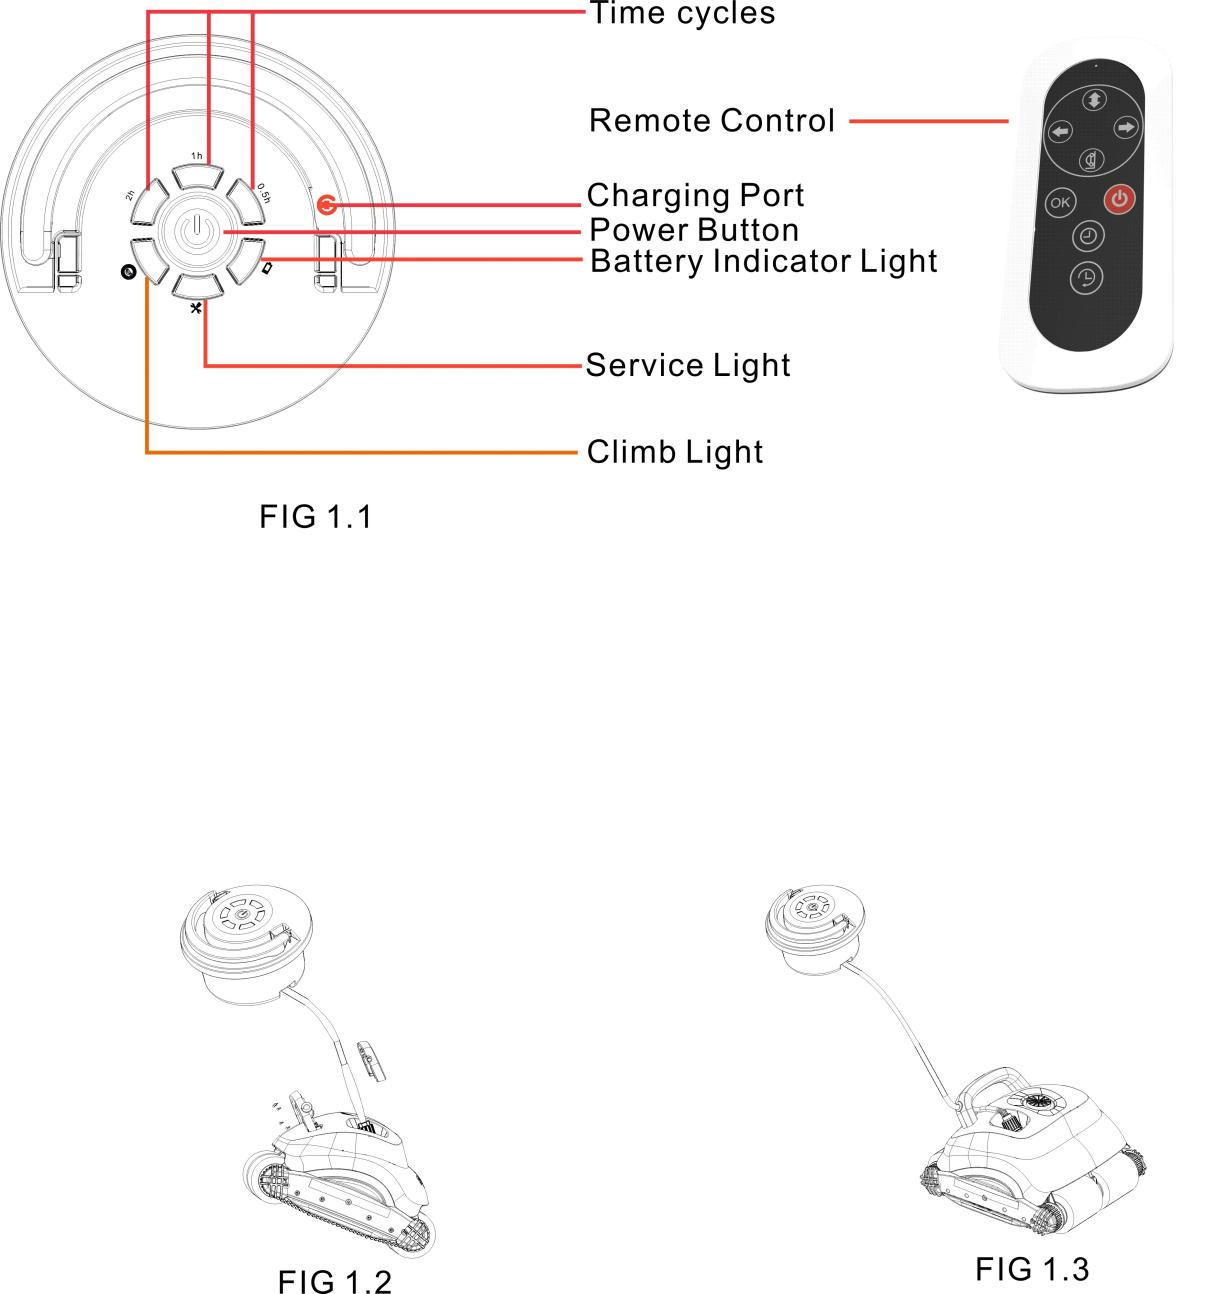 Time cycles
Remote Control
1h
2h
0.5h
Charging Port
OK
Power Button
Battery Indicator Light
Service Light
Climb Light
FIG 1.1
FIG 1.2
FIG 1.3